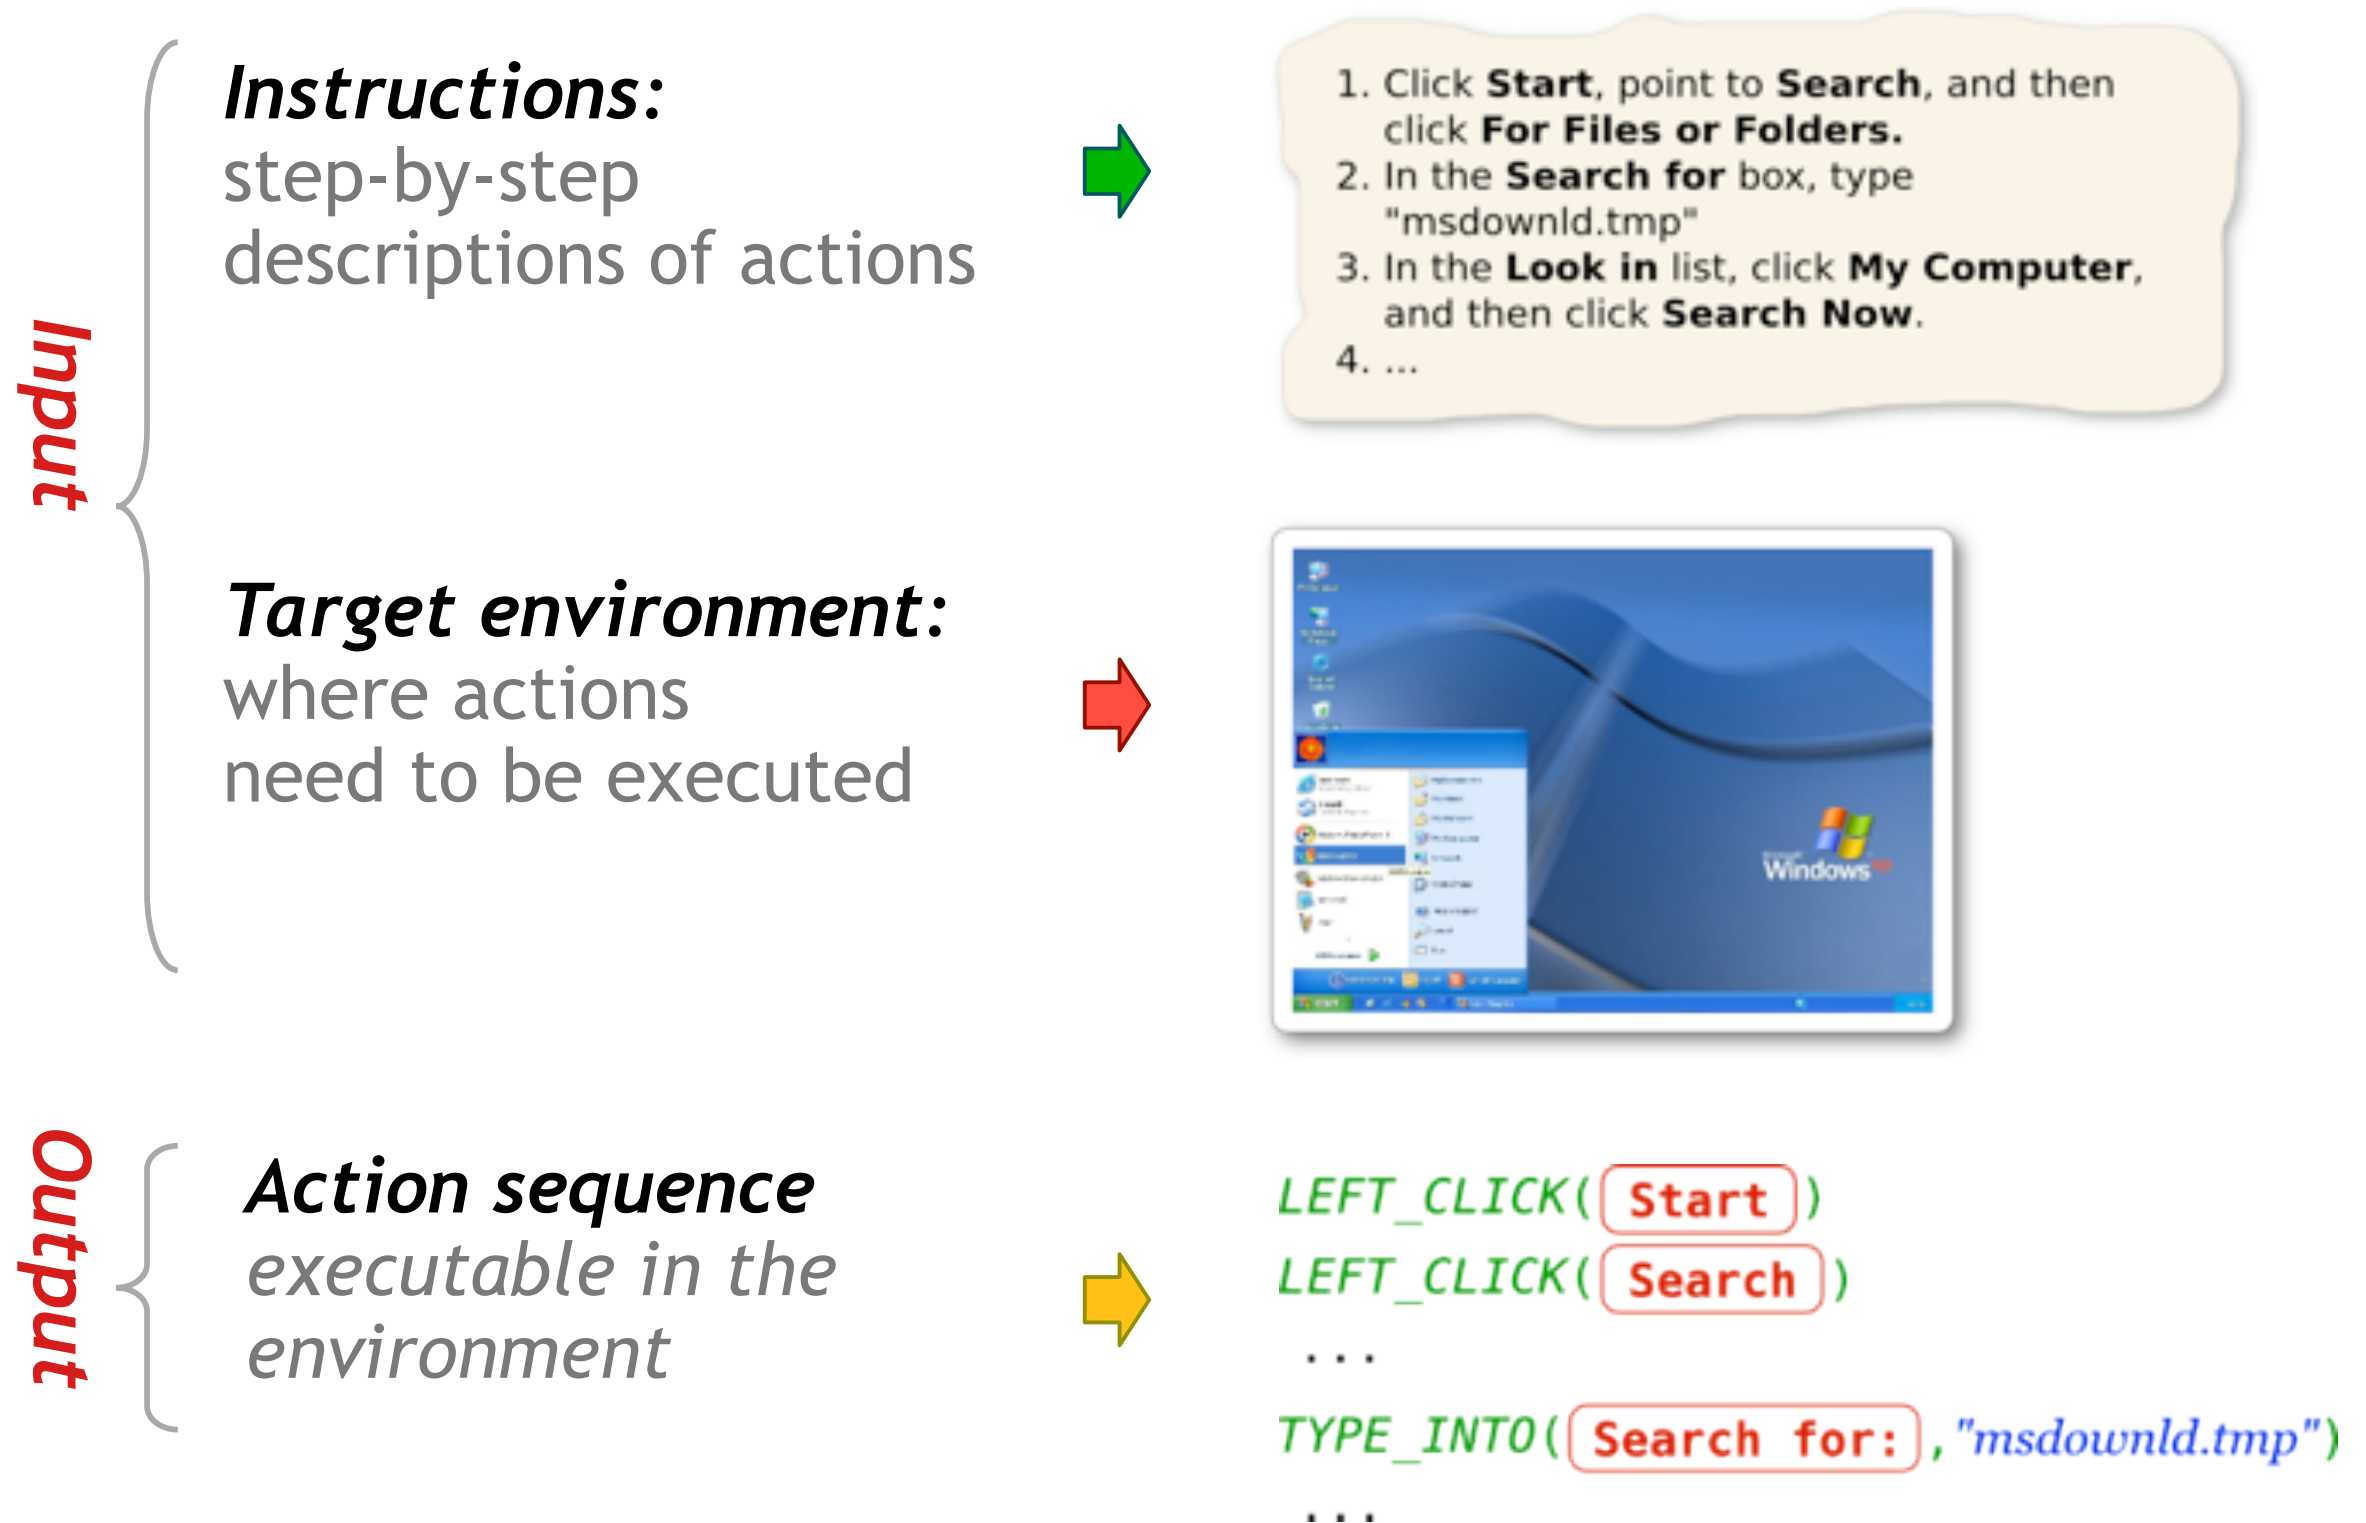 Input
Instructions:
step-by-step
descriptions of actions
1. Click Start, point to Search, and then
click For Files or Folders.
2. In the Search for box, type
"msdownld.tmp"
3. In the Look in list, click My Computer,
and then click Search Now.
4. ...
Target environment:
where actions
need to be executed
Windows
Output
Action sequence
executable in the
environment
LEFT_CLICK( Start )
LEFT_CLICK( Search )
...
TYPE_INTO( Search for: , "msdownld.tmp")
...